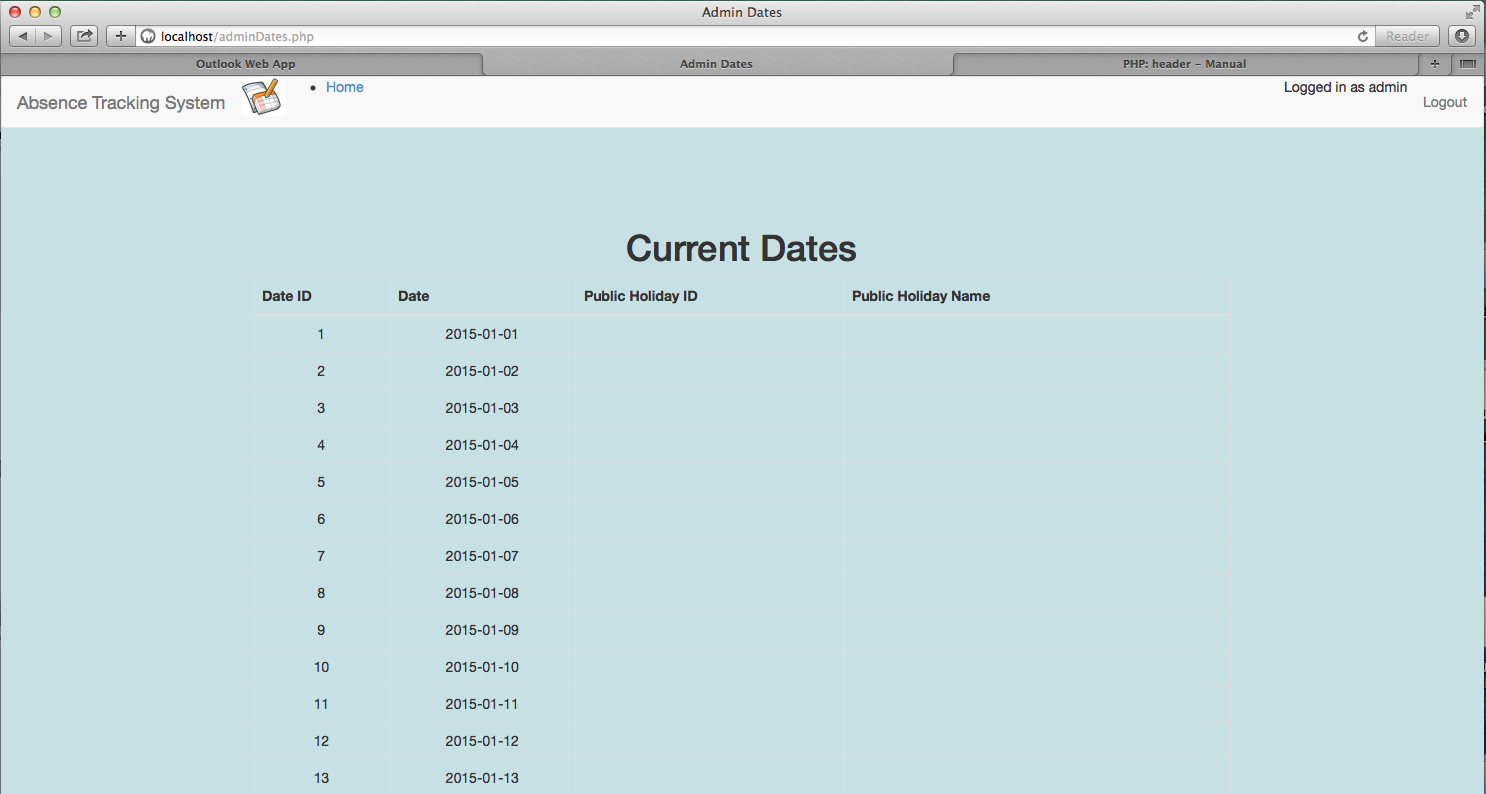 Admin Dates
localhost/adminDates.php
Reader
Outlook Web App
Admin Dates
PHP: header – Manual
Absence Tracking System
Home
Logged in as admin
Logout
Current Dates
Date ID Date Public Holiday ID Public Holiday Name
1 2015-01-01
2 2015-01-02
3 2015-01-03
4 2015-01-04
5 2015-01-05
6 2015-01-06
7 2015-01-07
8 2015-01-08
9 2015-01-09
10 2015-01-10
11 2015-01-11
12 2015-01-12
13 2015-01-13